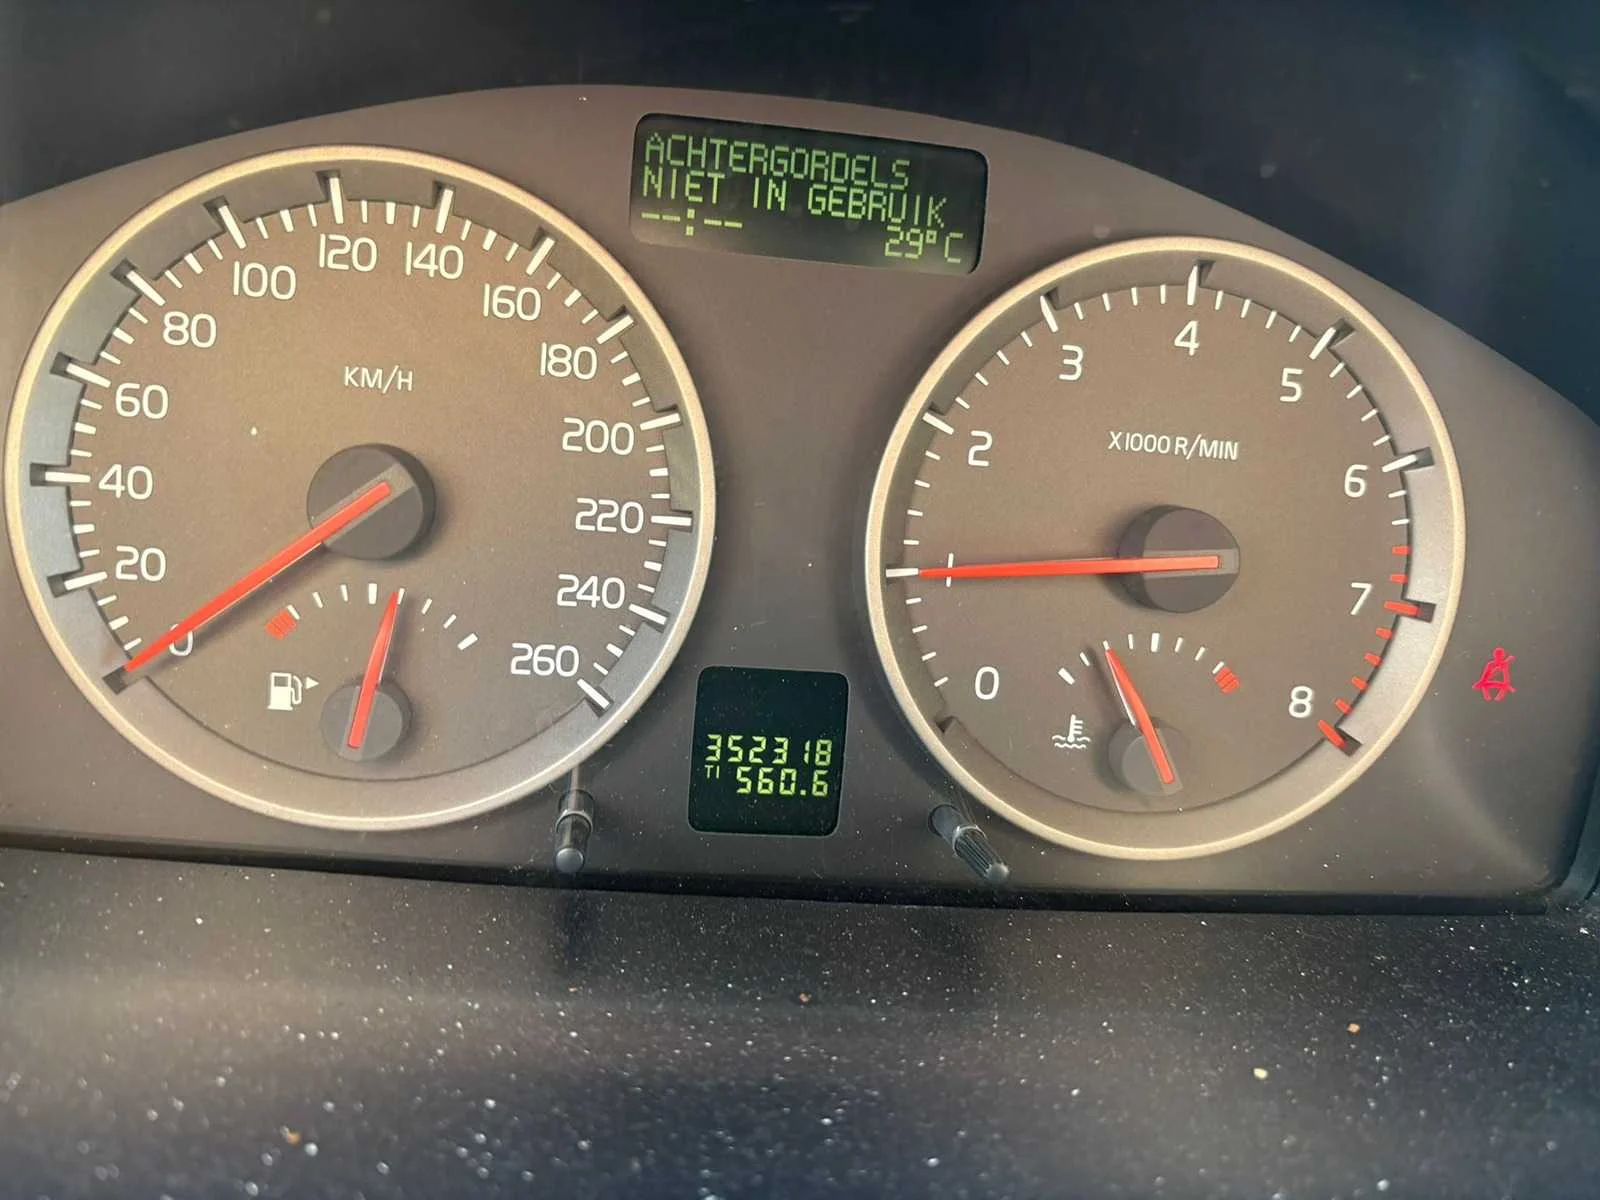 ACHTERGORDELS
NIET IN GEBRUIK
--:-- 29°C
0 20 40 60 80 100 120 140 160 180 200 220 240 260
KM/H
0 1 2 3 4 5 6 7 8
X1000 R/MIN
352318
T1 560.6